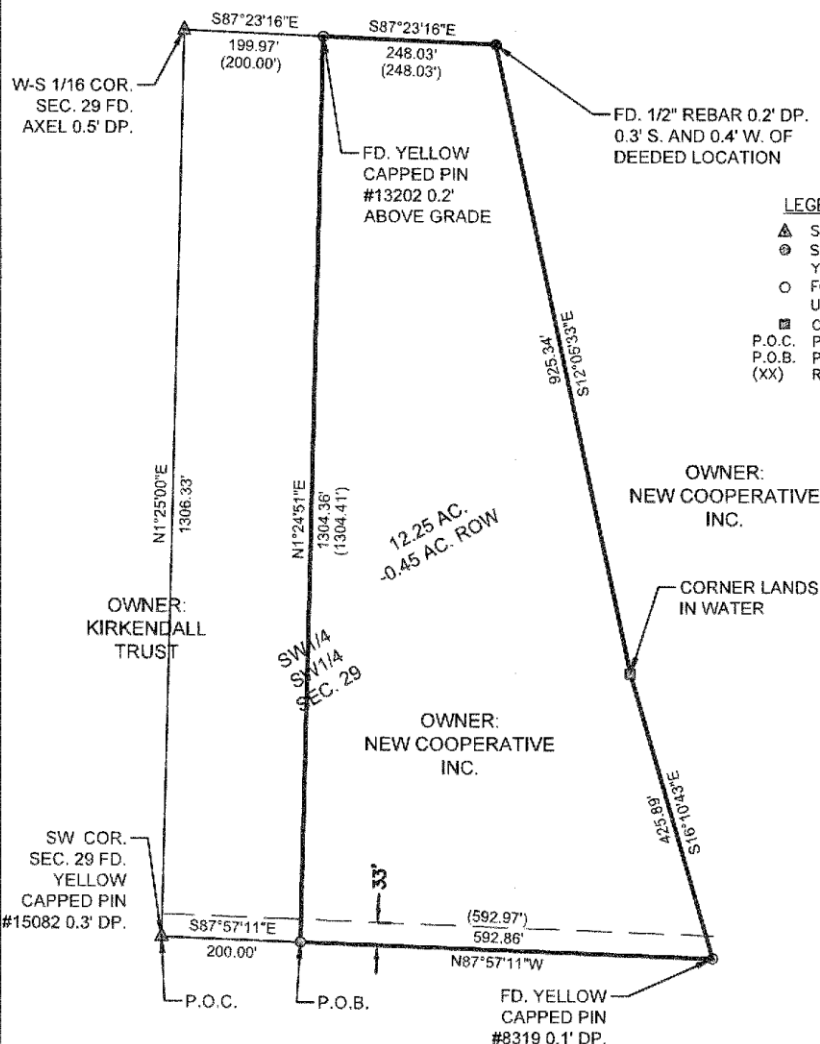 S87°23'16"E
199.97'
(200.00')
S87°23'16"E
248.03'
(248.03')
W-S 1/16 COR.
SEC. 29 FD.
AXEL 0.5' DP.
FD. YELLOW
CAPPED PIN
#13202 0.2'
ABOVE GRADE
FD. 1/2" REBAR 0.2' DP.
0.3' S. AND 0.4' W. OF
DEEDED LOCATION
LEGE
S
S
Y
FO
U
C
P.O.C. P
P.O.B. P
(XX) R
925.34'
S12°05'33"E
N1°25'00"E
1306.33'
N1°24'51"E
1304.36'
(1304.41')
12.25 AC.
-0.45 AC. ROW
OWNER:
NEW COOPERATIVE
INC.
OWNER:
KIRKENDALL
TRUST
SW1/4
SW1/4
SEC. 29
CORNER LANDS
IN WATER
OWNER:
NEW COOPERATIVE
INC.
425.89'
S16°10'43"E
SW COR.
SEC. 29 FD.
YELLOW
CAPPED PIN
#15082 0.3' DP.
33'
S87°57'11"E
200.00'
(592.97')
592.86'
N87°57'11"W
P.O.C.
P.O.B.
FD. YELLOW
CAPPED PIN
#8319 0.1' DP.